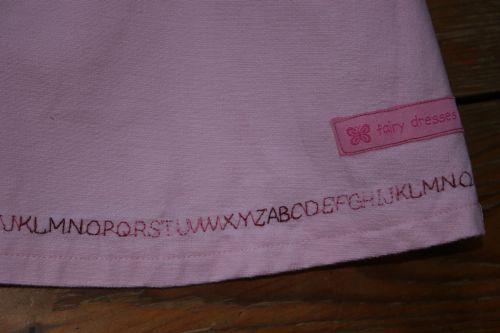 fairy dresses
JKLMNOPQRSTUVWXYZABCDEFGHIJKLMNO